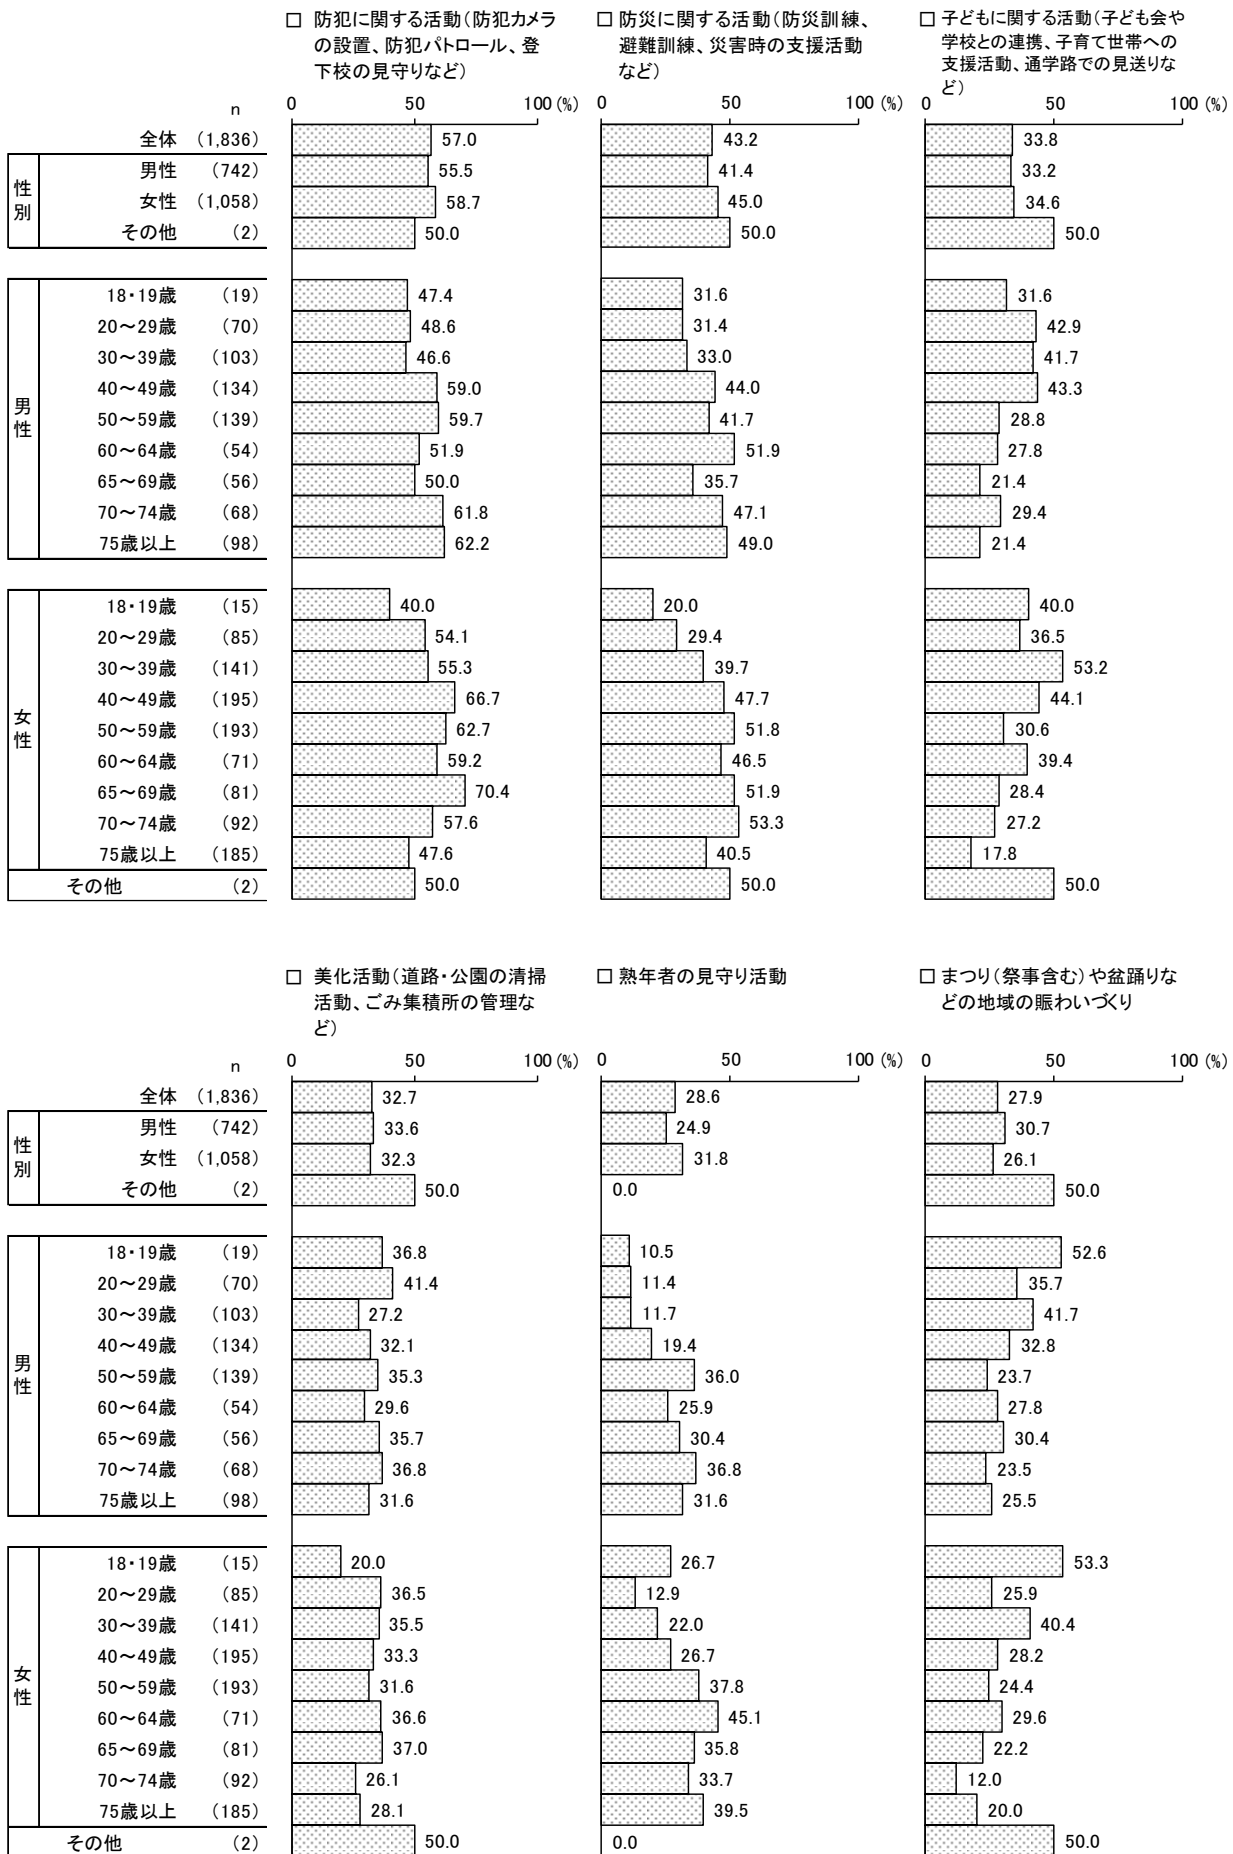 □ 防犯に関する活動(防犯カメラ
の設置、防犯パトロール、登
下校の見守りなど)
□ 防災に関する活動(防災訓練、
避難訓練、災害時の支援活動
など)
□ 子どもに関する活動(子ども会や
学校との連携、子育て世帯への
支援活動、通学路での見送りな
ど)
n 0 50 100 (%) 0 50 100 (%) 0 50 100 (%)
全体 (1,836) 57.0 43.2 33.8
性別
男性 (742) 55.5 41.4 33.2
女性 (1,058) 58.7 45.0 34.6
その他 (2) 50.0 50.0 50.0
男性
18・19歳 (19) 47.4 31.6 31.6
20～29歳 (70) 48.6 31.4 42.9
30～39歳 (103) 46.6 33.0 41.7
40～49歳 (134) 59.0 44.0 43.3
50～59歳 (139) 59.7 41.7 28.8
60～64歳 (54) 51.9 51.9 27.8
65～69歳 (56) 50.0 35.7 21.4
70～74歳 (68) 61.8 47.1 29.4
75歳以上 (98) 62.2 49.0 21.4
女性
18・19歳 (15) 40.0 20.0 40.0
20～29歳 (85) 54.1 29.4 36.5
30～39歳 (141) 55.3 39.7 53.2
40～49歳 (195) 66.7 47.7 44.1
50～59歳 (193) 62.7 51.8 30.6
60～64歳 (71) 59.2 46.5 39.4
65～69歳 (81) 70.4 51.9 28.4
70～74歳 (92) 57.6 53.3 27.2
75歳以上 (185) 47.6 40.5 17.8
その他 (2) 50.0 50.0 50.0
□ 美化活動(道路・公園の清掃
活動、ごみ集積所の管理な
ど)
□ 熟年者の見守り活動
□ まつり(祭事含む)や盆踊りな
どの地域の賑わいづくり
n 0 50 100 (%) 0 50 100 (%) 0 50 100 (%)
全体 (1,836) 32.7 28.6 27.9
性別
男性 (742) 33.6 24.9 30.7
女性 (1,058) 32.3 31.8 26.1
その他 (2) 50.0 0.0 50.0
男性
18・19歳 (19) 36.8 10.5 52.6
20～29歳 (70) 41.4 11.4 35.7
30～39歳 (103) 27.2 11.7 41.7
40～49歳 (134) 32.1 19.4 32.8
50～59歳 (139) 35.3 36.0 23.7
60～64歳 (54) 29.6 25.9 27.8
65～69歳 (56) 35.7 30.4 30.4
70～74歳 (68) 36.8 36.8 23.5
75歳以上 (98) 31.6 31.6 25.5
女性
18・19歳 (15) 20.0 26.7 53.3
20～29歳 (85) 36.5 12.9 25.9
30～39歳 (141) 35.5 22.0 40.4
40～49歳 (195) 33.3 26.7 28.2
50～59歳 (193) 31.6 37.8 24.4
60～64歳 (71) 36.6 45.1 29.6
65～69歳 (81) 37.0 35.8 22.2
70～74歳 (92) 26.1 33.7 12.0
75歳以上 (185) 28.1 39.5 20.0
その他 (2) 50.0 0.0 50.0